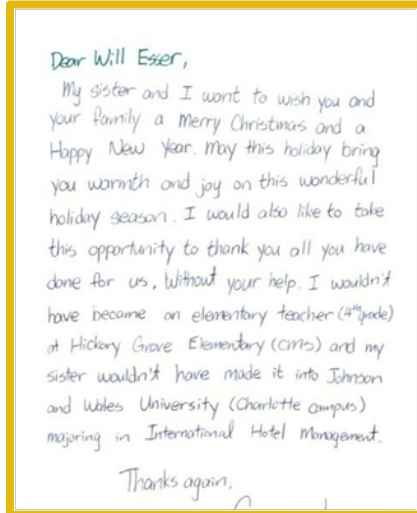 Dear Will Esser,
My sister and I want to wish you and
your family a Merry Christmas and a
Happy New Year. May this holiday bring
you warmth and joy on this wonderful
holiday season. I would also like to take
this opportunity to thank you all you have
done for us. Without your help. I wouldn't
have became an elementary teacher (4th grade)
at Hickory Grove Elementary (CMS) and my
sister wouldn't have made it into Johnson
and Wales University (Charlotte campus)
majoring in International Hotel Management.
Thanks again,